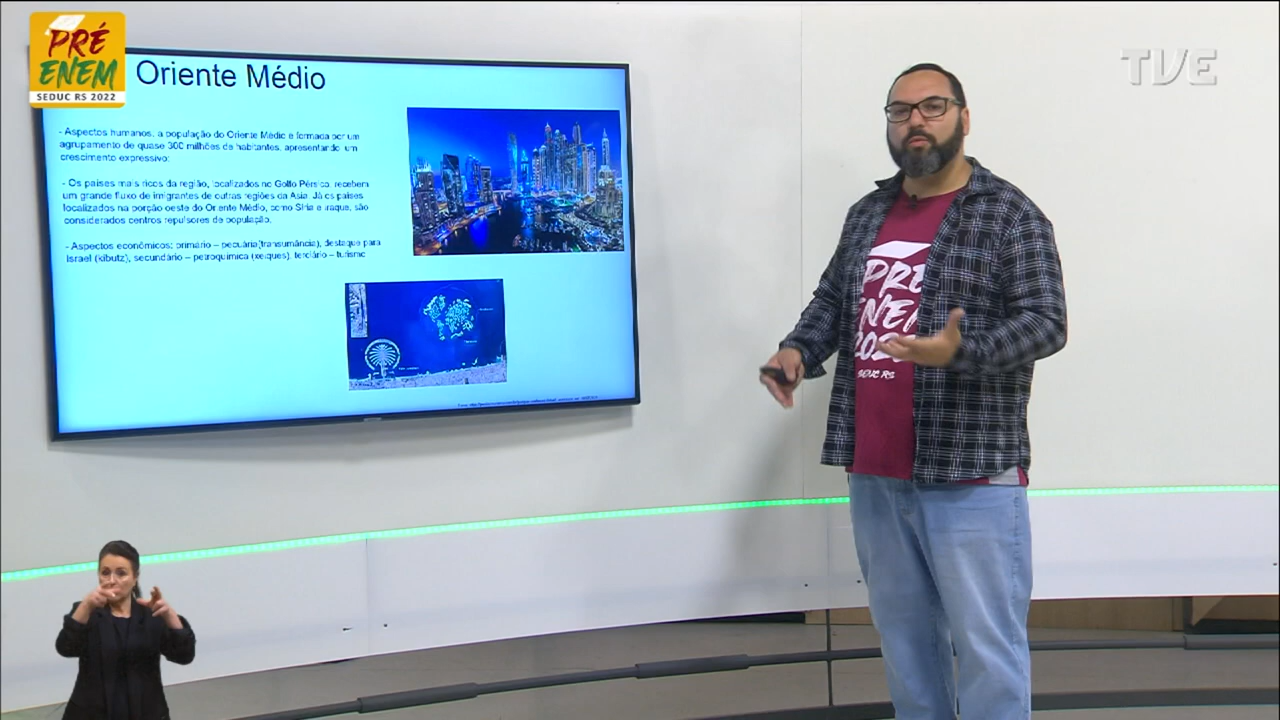 PRÉ
ENEM
SEDUC RS 2022
TVE
Oriente Médio
- Aspectos humanos, a população do Oriente Médio é formada por um
agrupamento de quase 300 milhões de habitantes, apresentando um
crescimento expressivo:
- Os países mais ricos da região, localizados no Golfo Pérsico, recebem
um grande fluxo de imigrantes de outras regiões da Ásia. Já os países
localizados na porção oeste do Oriente Médio, como Síria e Iraque, são
considerados centros repulsores de população.
- Aspectos econômicos: primário – pecuária(transumância), destaque para
Israel (kibutz), secundário – petroquímica (xeiques), terciário – turismo
PRÉ
ENEM
2022
SEDUC RS